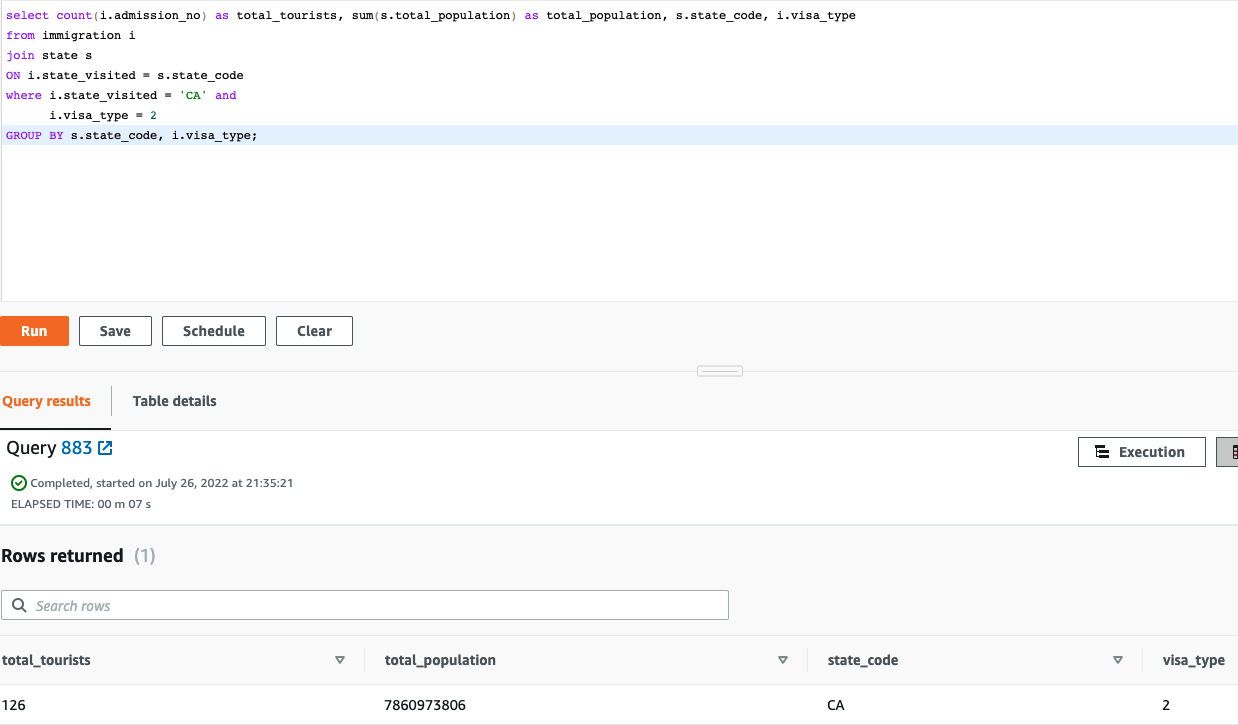 select count(i.admission_no) as total_tourists, sum(s.total_population) as total_population, s.state_code, i.visa_type
from immigration i
join state s
ON i.state_visited = s.state_code
where i.state_visited = 'CA' and
i.visa_type = 2
GROUP BY s.state_code, i.visa_type;
Run Save Schedule Clear
Query results Table details
Query 883
Execution
Completed, started on July 26, 2022 at 21:35:21
ELAPSED TIME: 00 m 07 s
Rows returned (1)
Search rows
total_tourists total_population state_code visa_type
126 7860973806 CA 2